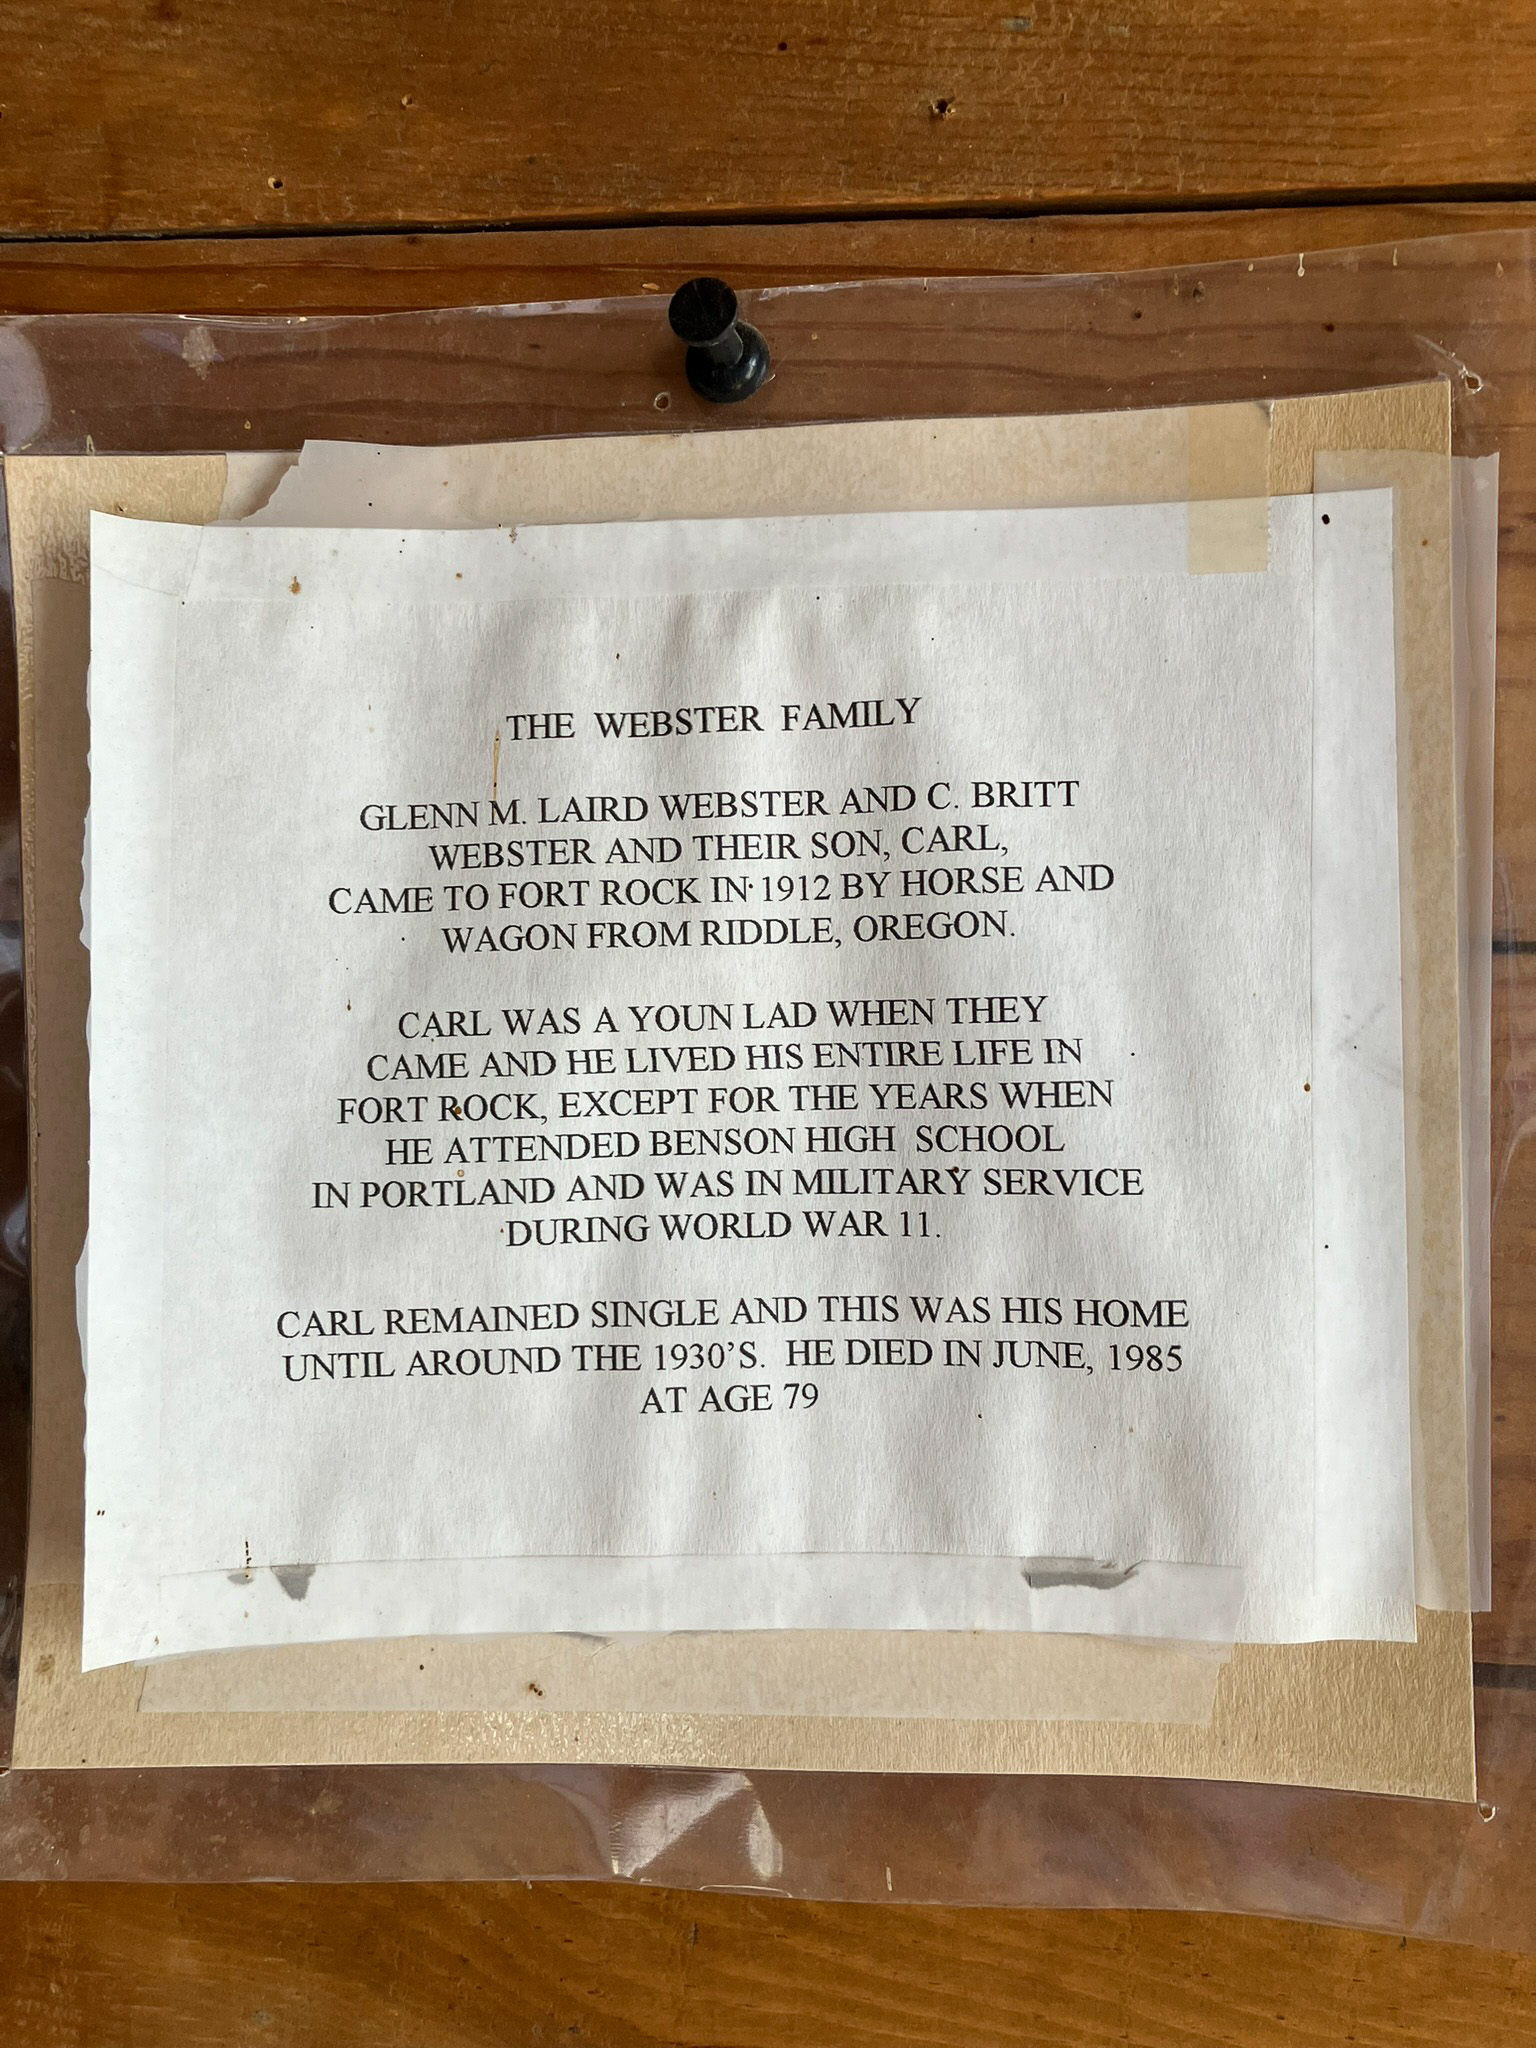 THE WEBSTER FAMILY
GLENN M. LAIRD WEBSTER AND C. BRITT
WEBSTER AND THEIR SON, CARL,
CAME TO FORT ROCK IN 1912 BY HORSE AND
WAGON FROM RIDDLE, OREGON.
CARL WAS A YOUN LAD WHEN THEY
CAME AND HE LIVED HIS ENTIRE LIFE IN
FORT ROCK, EXCEPT FOR THE YEARS WHEN
HE ATTENDED BENSON HIGH SCHOOL
IN PORTLAND AND WAS IN MILITARY SERVICE
DURING WORLD WAR 11.
CARL REMAINED SINGLE AND THIS WAS HIS HOME
UNTIL AROUND THE 1930'S. HE DIED IN JUNE, 1985
AT AGE 79